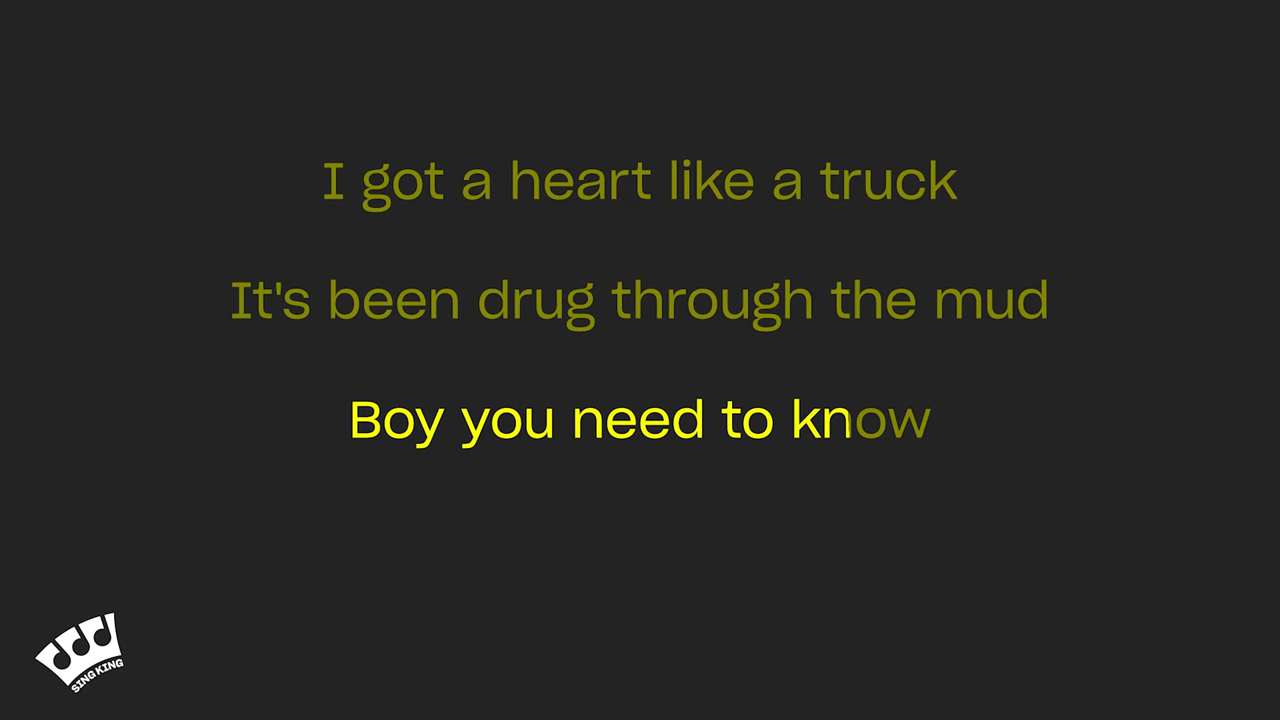 I got a heart like a truck
It's been drug through the mud
Boy you need to know
SING KING